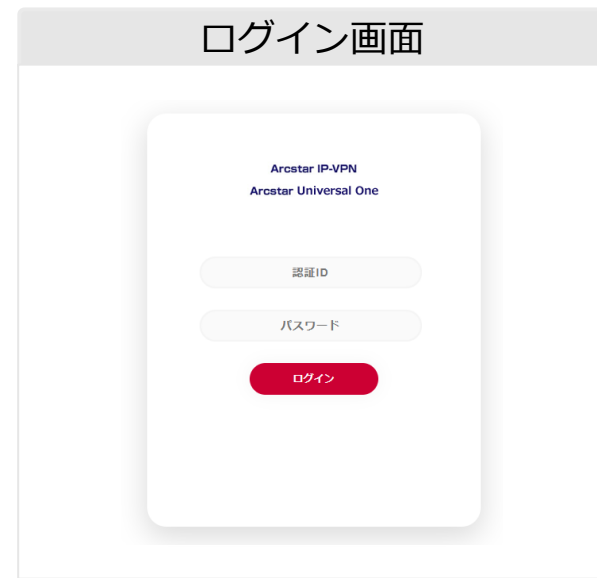 ログイン画面
Arcstar IP-VPN
Arcstar Universal One
認証ID
パスワード
ログイン